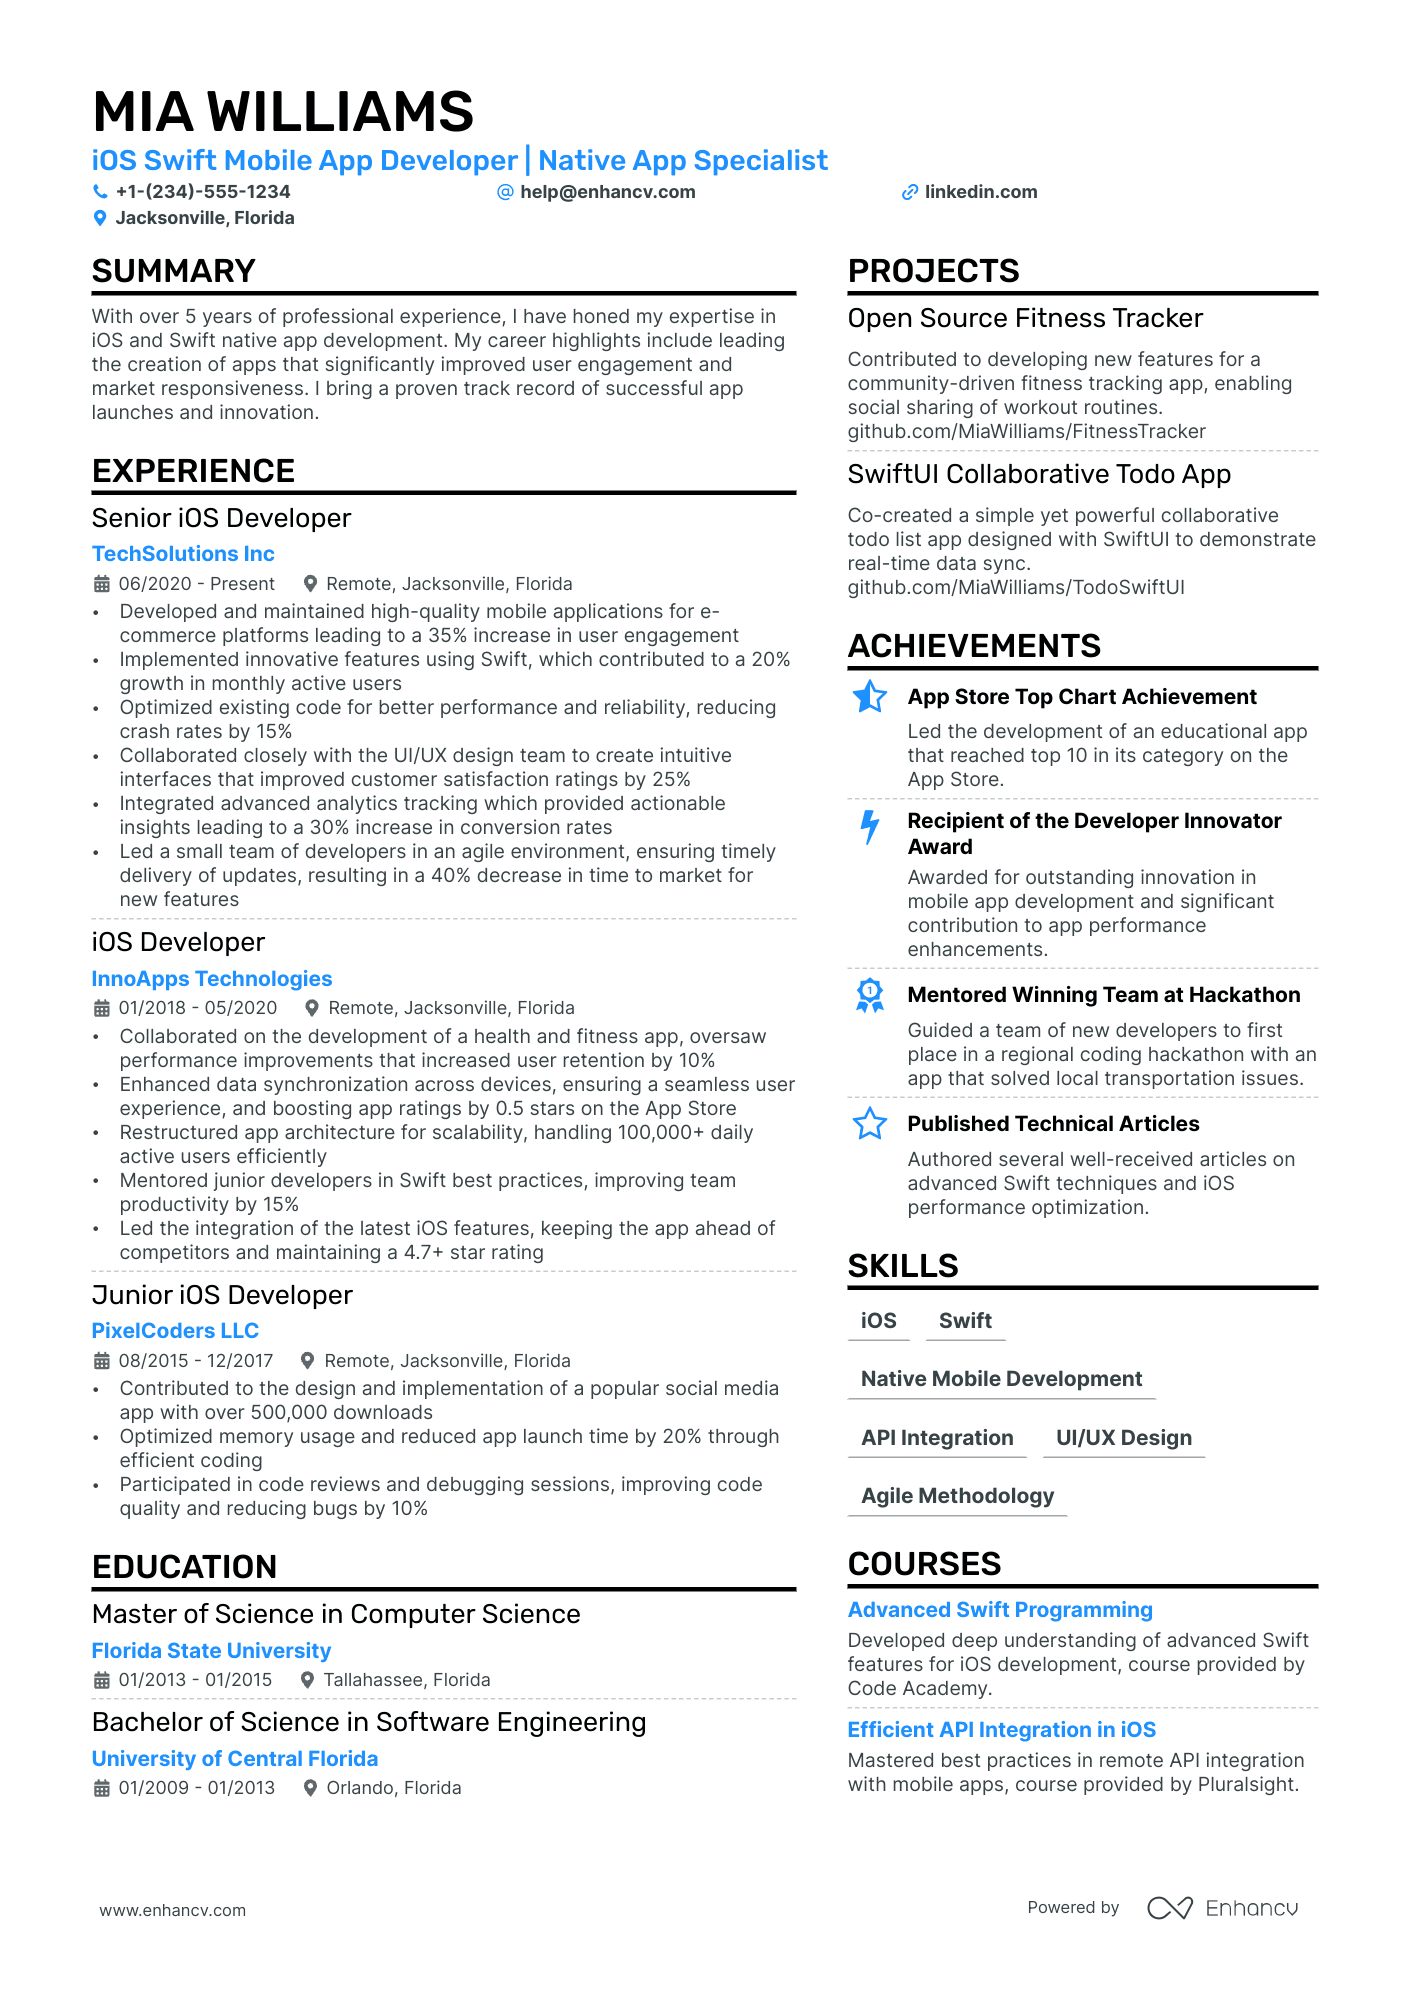 MIA WILLIAMS
iOS Swift Mobile App Developer | Native App Specialist
+1-(234)-555-1234
help@enhancv.com
linkedin.com
Jacksonville, Florida
SUMMARY
With over 5 years of professional experience, I have honed my expertise in
iOS and Swift native app development. My career highlights include leading
the creation of apps that significantly improved user engagement and
market responsiveness. I bring a proven track record of successful app
launches and innovation.
EXPERIENCE
Senior iOS Developer
TechSolutions Inc
06/2020 - Present Remote, Jacksonville, Florida
• Developed and maintained high-quality mobile applications for e-
commerce platforms leading to a 35% increase in user engagement
• Implemented innovative features using Swift, which contributed to a 20%
growth in monthly active users
• Optimized existing code for better performance and reliability, reducing
crash rates by 15%
• Collaborated closely with the UI/UX design team to create intuitive
interfaces that improved customer satisfaction ratings by 25%
• Integrated advanced analytics tracking which provided actionable
insights leading to a 30% increase in conversion rates
• Led a small team of developers in an agile environment, ensuring timely
delivery of updates, resulting in a 40% decrease in time to market for
new features
iOS Developer
InnoApps Technologies
01/2018 - 05/2020 Remote, Jacksonville, Florida
• Collaborated on the development of a health and fitness app, oversaw
performance improvements that increased user retention by 10%
• Enhanced data synchronization across devices, ensuring a seamless user
experience, and boosting app ratings by 0.5 stars on the App Store
• Restructured app architecture for scalability, handling 100,000+ daily
active users efficiently
• Mentored junior developers in Swift best practices, improving team
productivity by 15%
• Led the integration of the latest iOS features, keeping the app ahead of
competitors and maintaining a 4.7+ star rating
Junior iOS Developer
PixelCoders LLC
08/2015 - 12/2017 Remote, Jacksonville, Florida
• Contributed to the design and implementation of a popular social media
app with over 500,000 downloads
• Optimized memory usage and reduced app launch time by 20% through
efficient coding
• Participated in code reviews and debugging sessions, improving code
quality and reducing bugs by 10%
EDUCATION
Master of Science in Computer Science
Florida State University
01/2013 - 01/2015 Tallahassee, Florida
Bachelor of Science in Software Engineering
University of Central Florida
01/2009 - 01/2013 Orlando, Florida
PROJECTS
Open Source Fitness Tracker
Contributed to developing new features for a
community-driven fitness tracking app, enabling
social sharing of workout routines.
github.com/MiaWilliams/FitnessTracker
SwiftUI Collaborative Todo App
Co-created a simple yet powerful collaborative
todo list app designed with SwiftUI to demonstrate
real-time data sync.
github.com/MiaWilliams/TodoSwiftUI
ACHIEVEMENTS
App Store Top Chart Achievement
Led the development of an educational app
that reached top 10 in its category on the
App Store.
Recipient of the Developer Innovator
Award
Awarded for outstanding innovation in
mobile app development and significant
contribution to app performance
enhancements.
1
Mentored Winning Team at Hackathon
Guided a team of new developers to first
place in a regional coding hackathon with an
app that solved local transportation issues.
Published Technical Articles
Authored several well-received articles on
advanced Swift techniques and iOS
performance optimization.
SKILLS
iOS Swift
Native Mobile Development
API Integration UI/UX Design
Agile Methodology
COURSES
Advanced Swift Programming
Developed deep understanding of advanced Swift
features for iOS development, course provided by
Code Academy.
Efficient API Integration in iOS
Mastered best practices in remote API integration
with mobile apps, course provided by Pluralsight.
www.enhancv.com
Powered by Enhancv